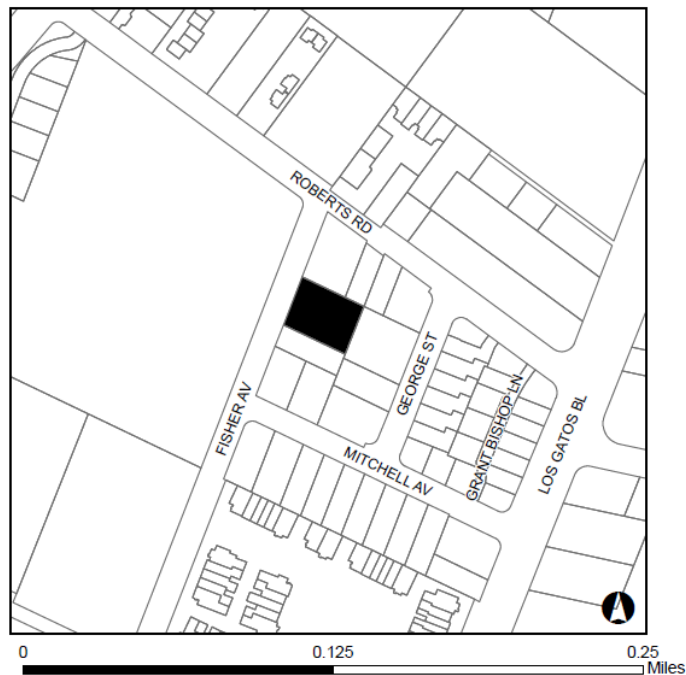 ROBERTS RD
GEORGE ST
GRANT BISHOP LN
FISHER AV
LOS GATOS BL
MITCHELL AV
0 0.125 0.25
Miles